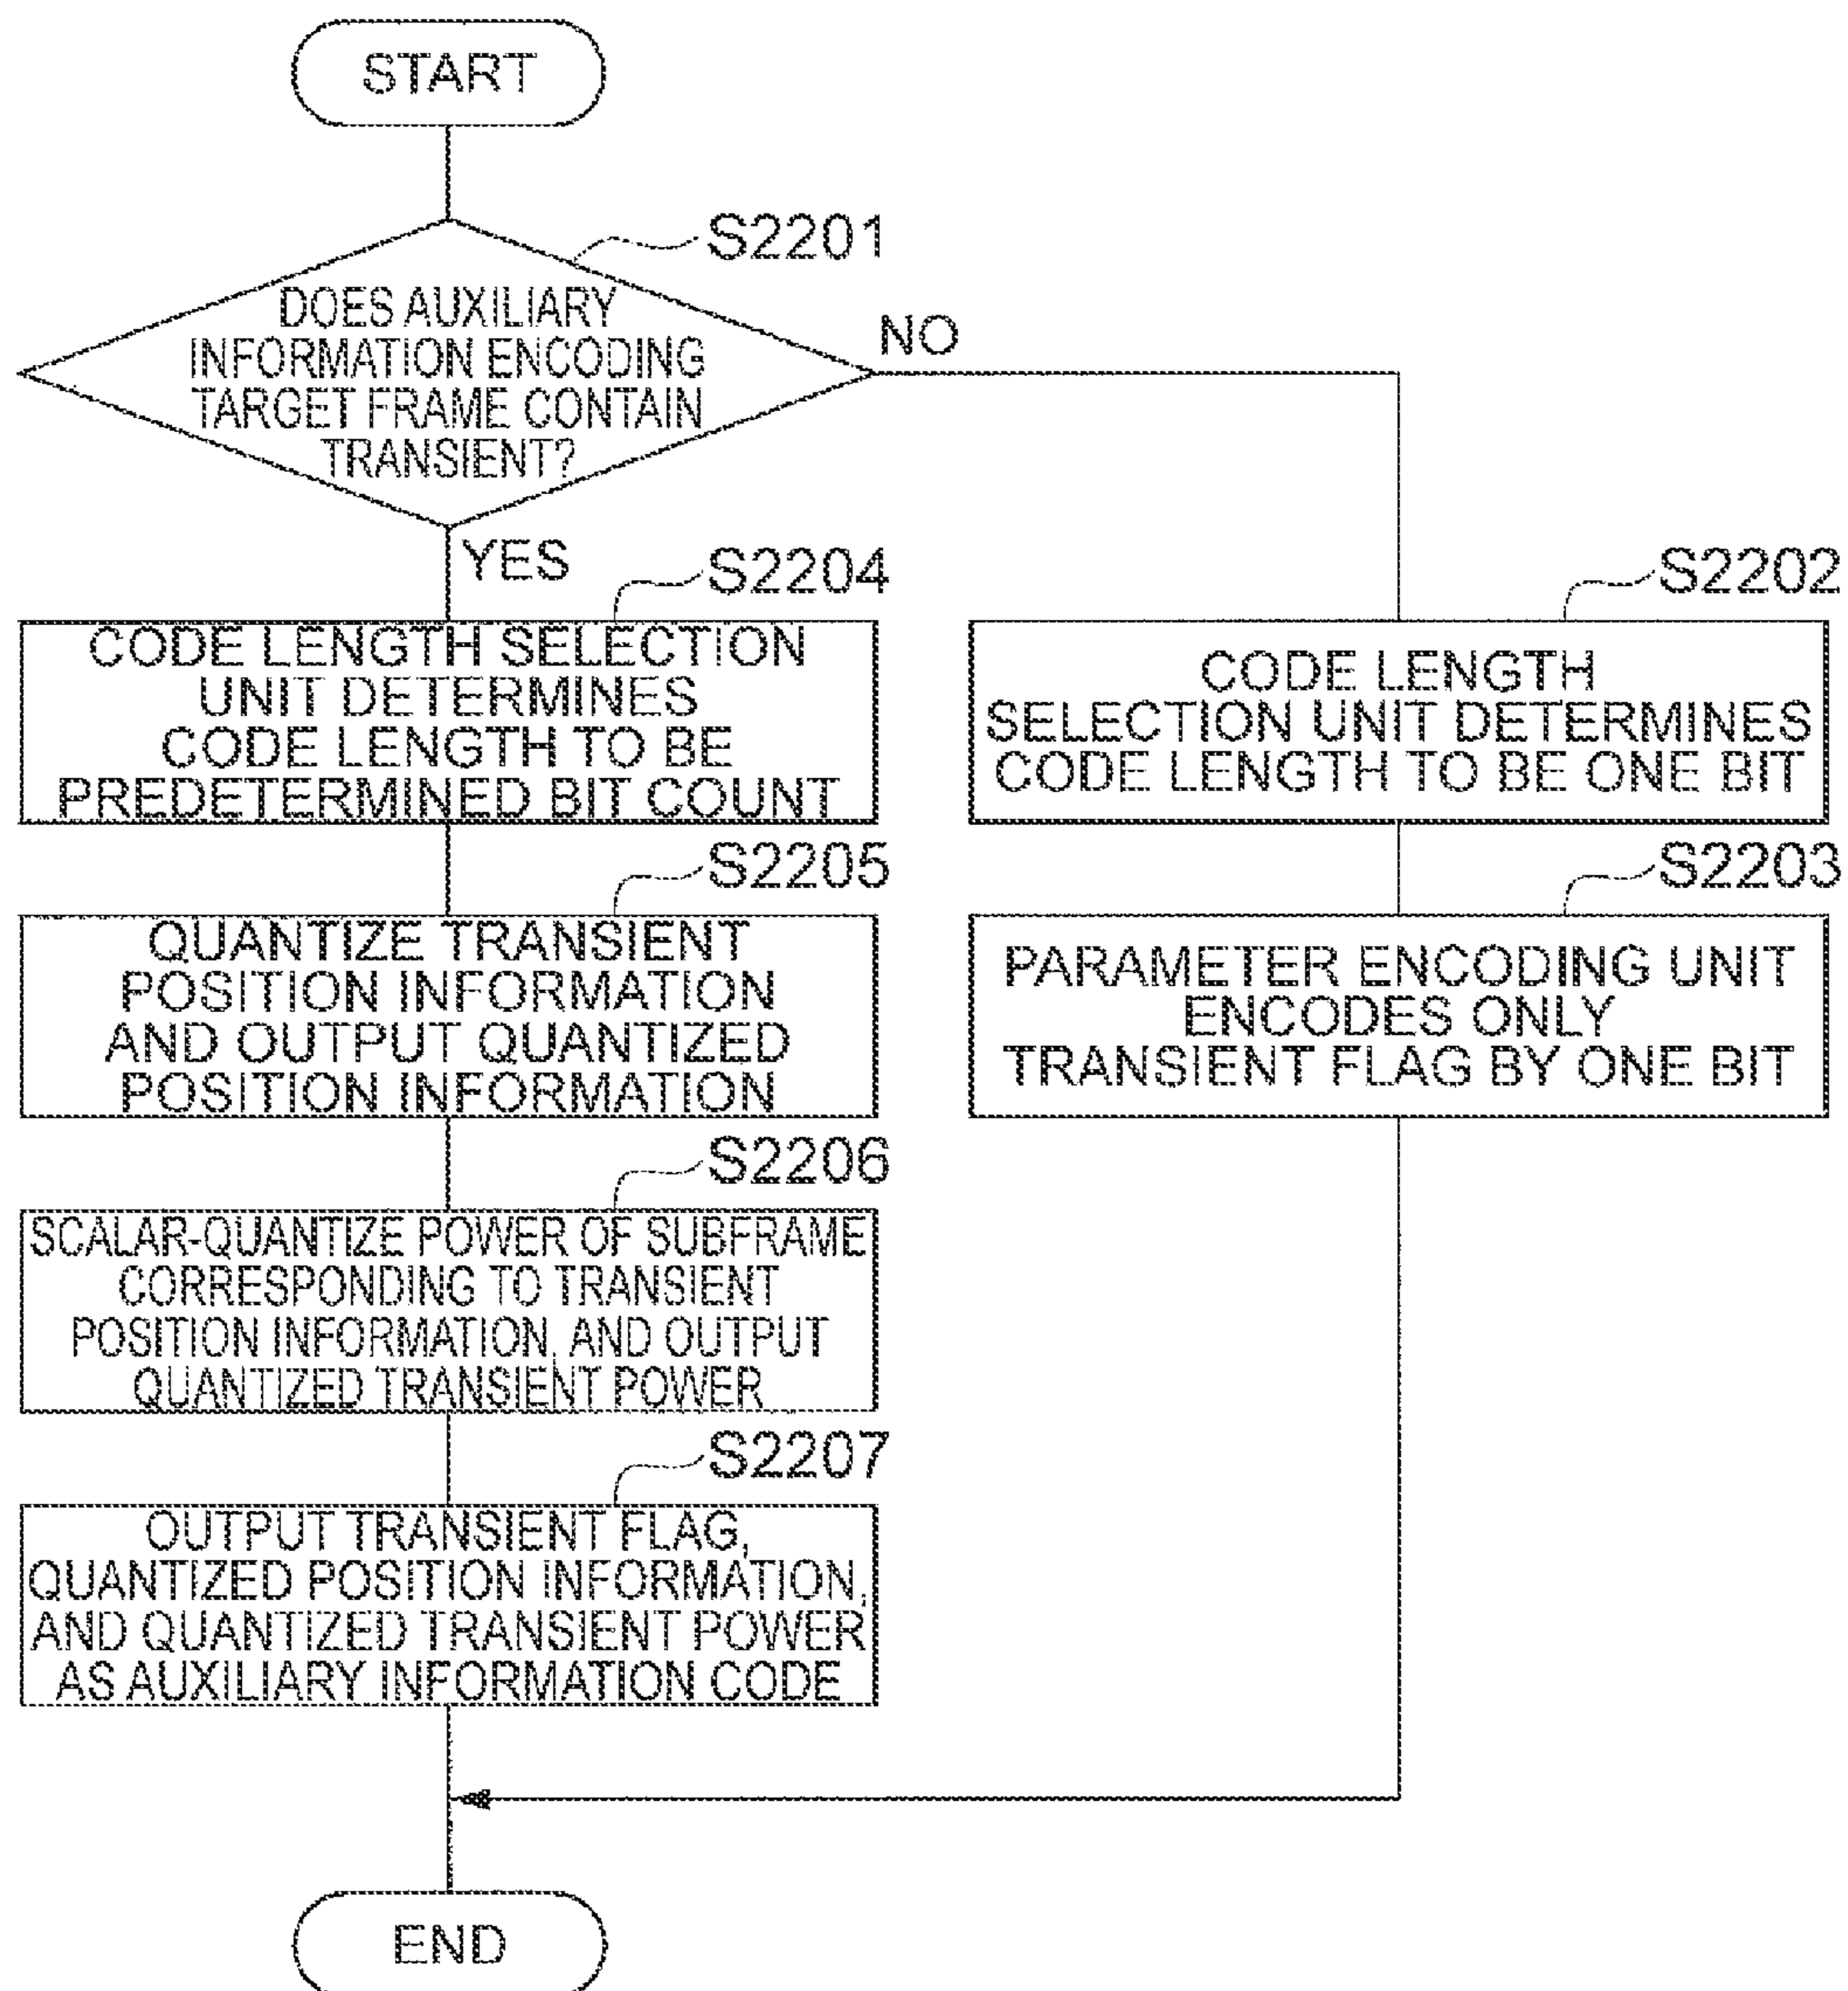 START
S2201
DOES AUXILIARY
INFORMATION ENCODING
TARGET FRAME CONTAIN
TRANSIENT?
NO
YES
S2204
CODE LENGTH SELECTION
UNIT DETERMINES
CODE LENGTH TO BE
PREDETERMINED BIT COUNT
S2202
CODE LENGTH
SELECTION UNIT DETERMINES
CODE LENGTH TO BE ONE BIT
S2205
QUANTIZE TRANSIENT
POSITION INFORMATION
AND OUTPUT QUANTIZED
POSITION INFORMATION
S2203
PARAMETER ENCODING UNIT
ENCODES ONLY
TRANSIENT FLAG BY ONE BIT
S2206
SCALAR-QUANTIZE POWER OF SUBFRAME
CORRESPONDING TO TRANSIENT
POSITION INFORMATION, AND OUTPUT
QUANTIZED TRANSIENT POWER
S2207
OUTPUT TRANSIENT FLAG,
QUANTIZED POSITION INFORMATION,
AND QUANTIZED TRANSIENT POWER
AS AUXILIARY INFORMATION CODE
END